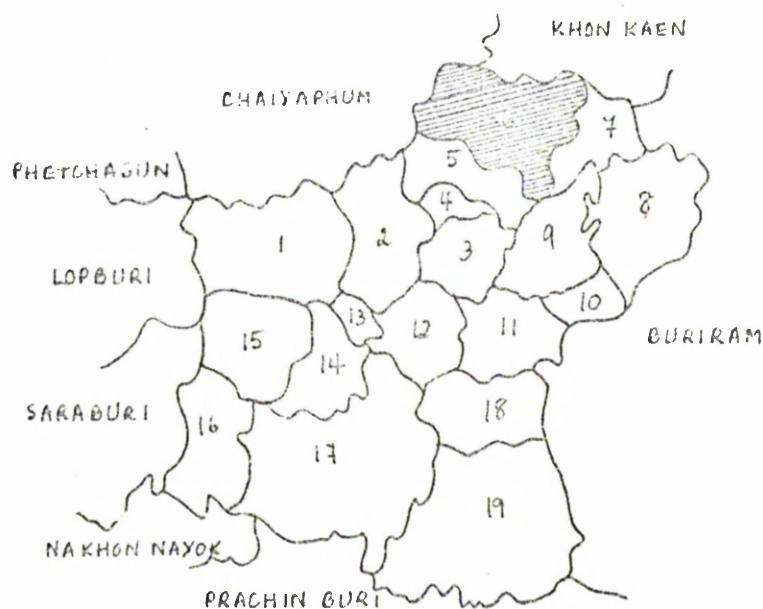 KHON KAEN
CHAIYAPHUM
6
7
5
PHETCHABUN
4
8
2
9
1
3
LOPBURI
10
13
12
11
15
BURIRAM
14
SARABURI
18
16
17
19
NAKHON NAYOK
PRACHIN BURI